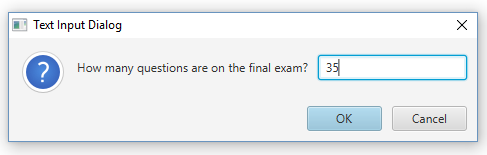 Text Input Dialog
How many questions are on the final exam? 35
OK Cancel